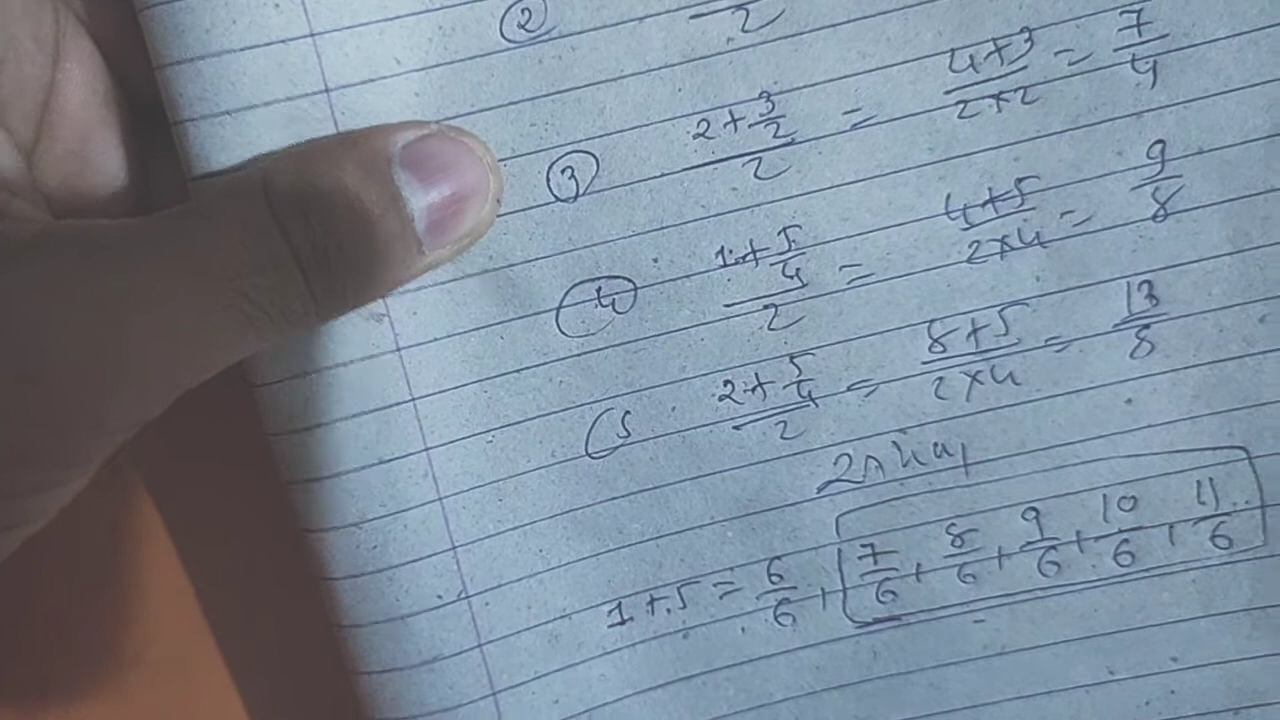 ② ― 2
③ (2 + 3/2)/2 = (4+3)/(2×2) = 7/4
④ (1 + 5/4)/2 = (4+5)/(2×4) = 9/8
(5 (2 + 5/4)/2 = (8+5)/(2×4) = 13/8
1 + 5 = 6/6 , 7/6 + 8/6 + 9/6 + 10/6 , 11/6